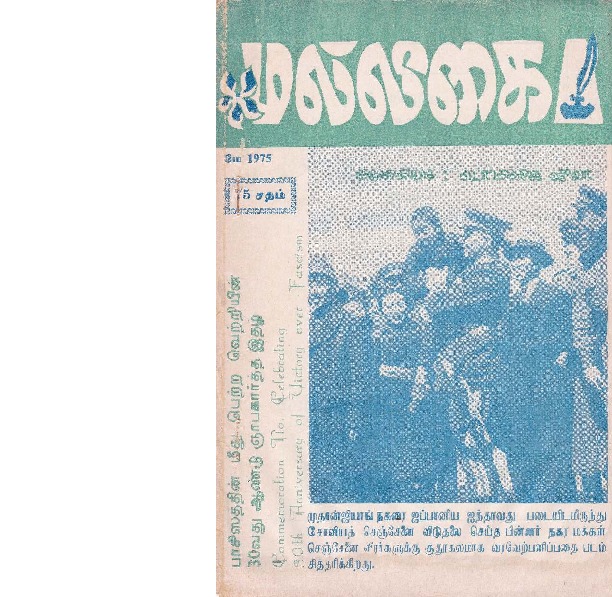 மல்லிகை
மே 1975
5 சதம்
பாசிஸத்தின் மீது பெற்ற வெற்றியின்
30வது ஆண்டு ஞாபகார்த்த இதழ்
Commemoration No. Celebrating
30th Anniversary of Victory over Fascism
முதான்ஜியாங் நகரை ஜப்பானிய ஐந்தாவது படையிடமிருந்து
சோவியத் செஞ்சேனை விடுதலை செய்த பின்னர் நகர மக்கள்
செஞ்சேனை வீரர்களுக்கு குதூகலமாக வரவேற்பளிப்பதை படம்
சித்தரிக்கிறது.